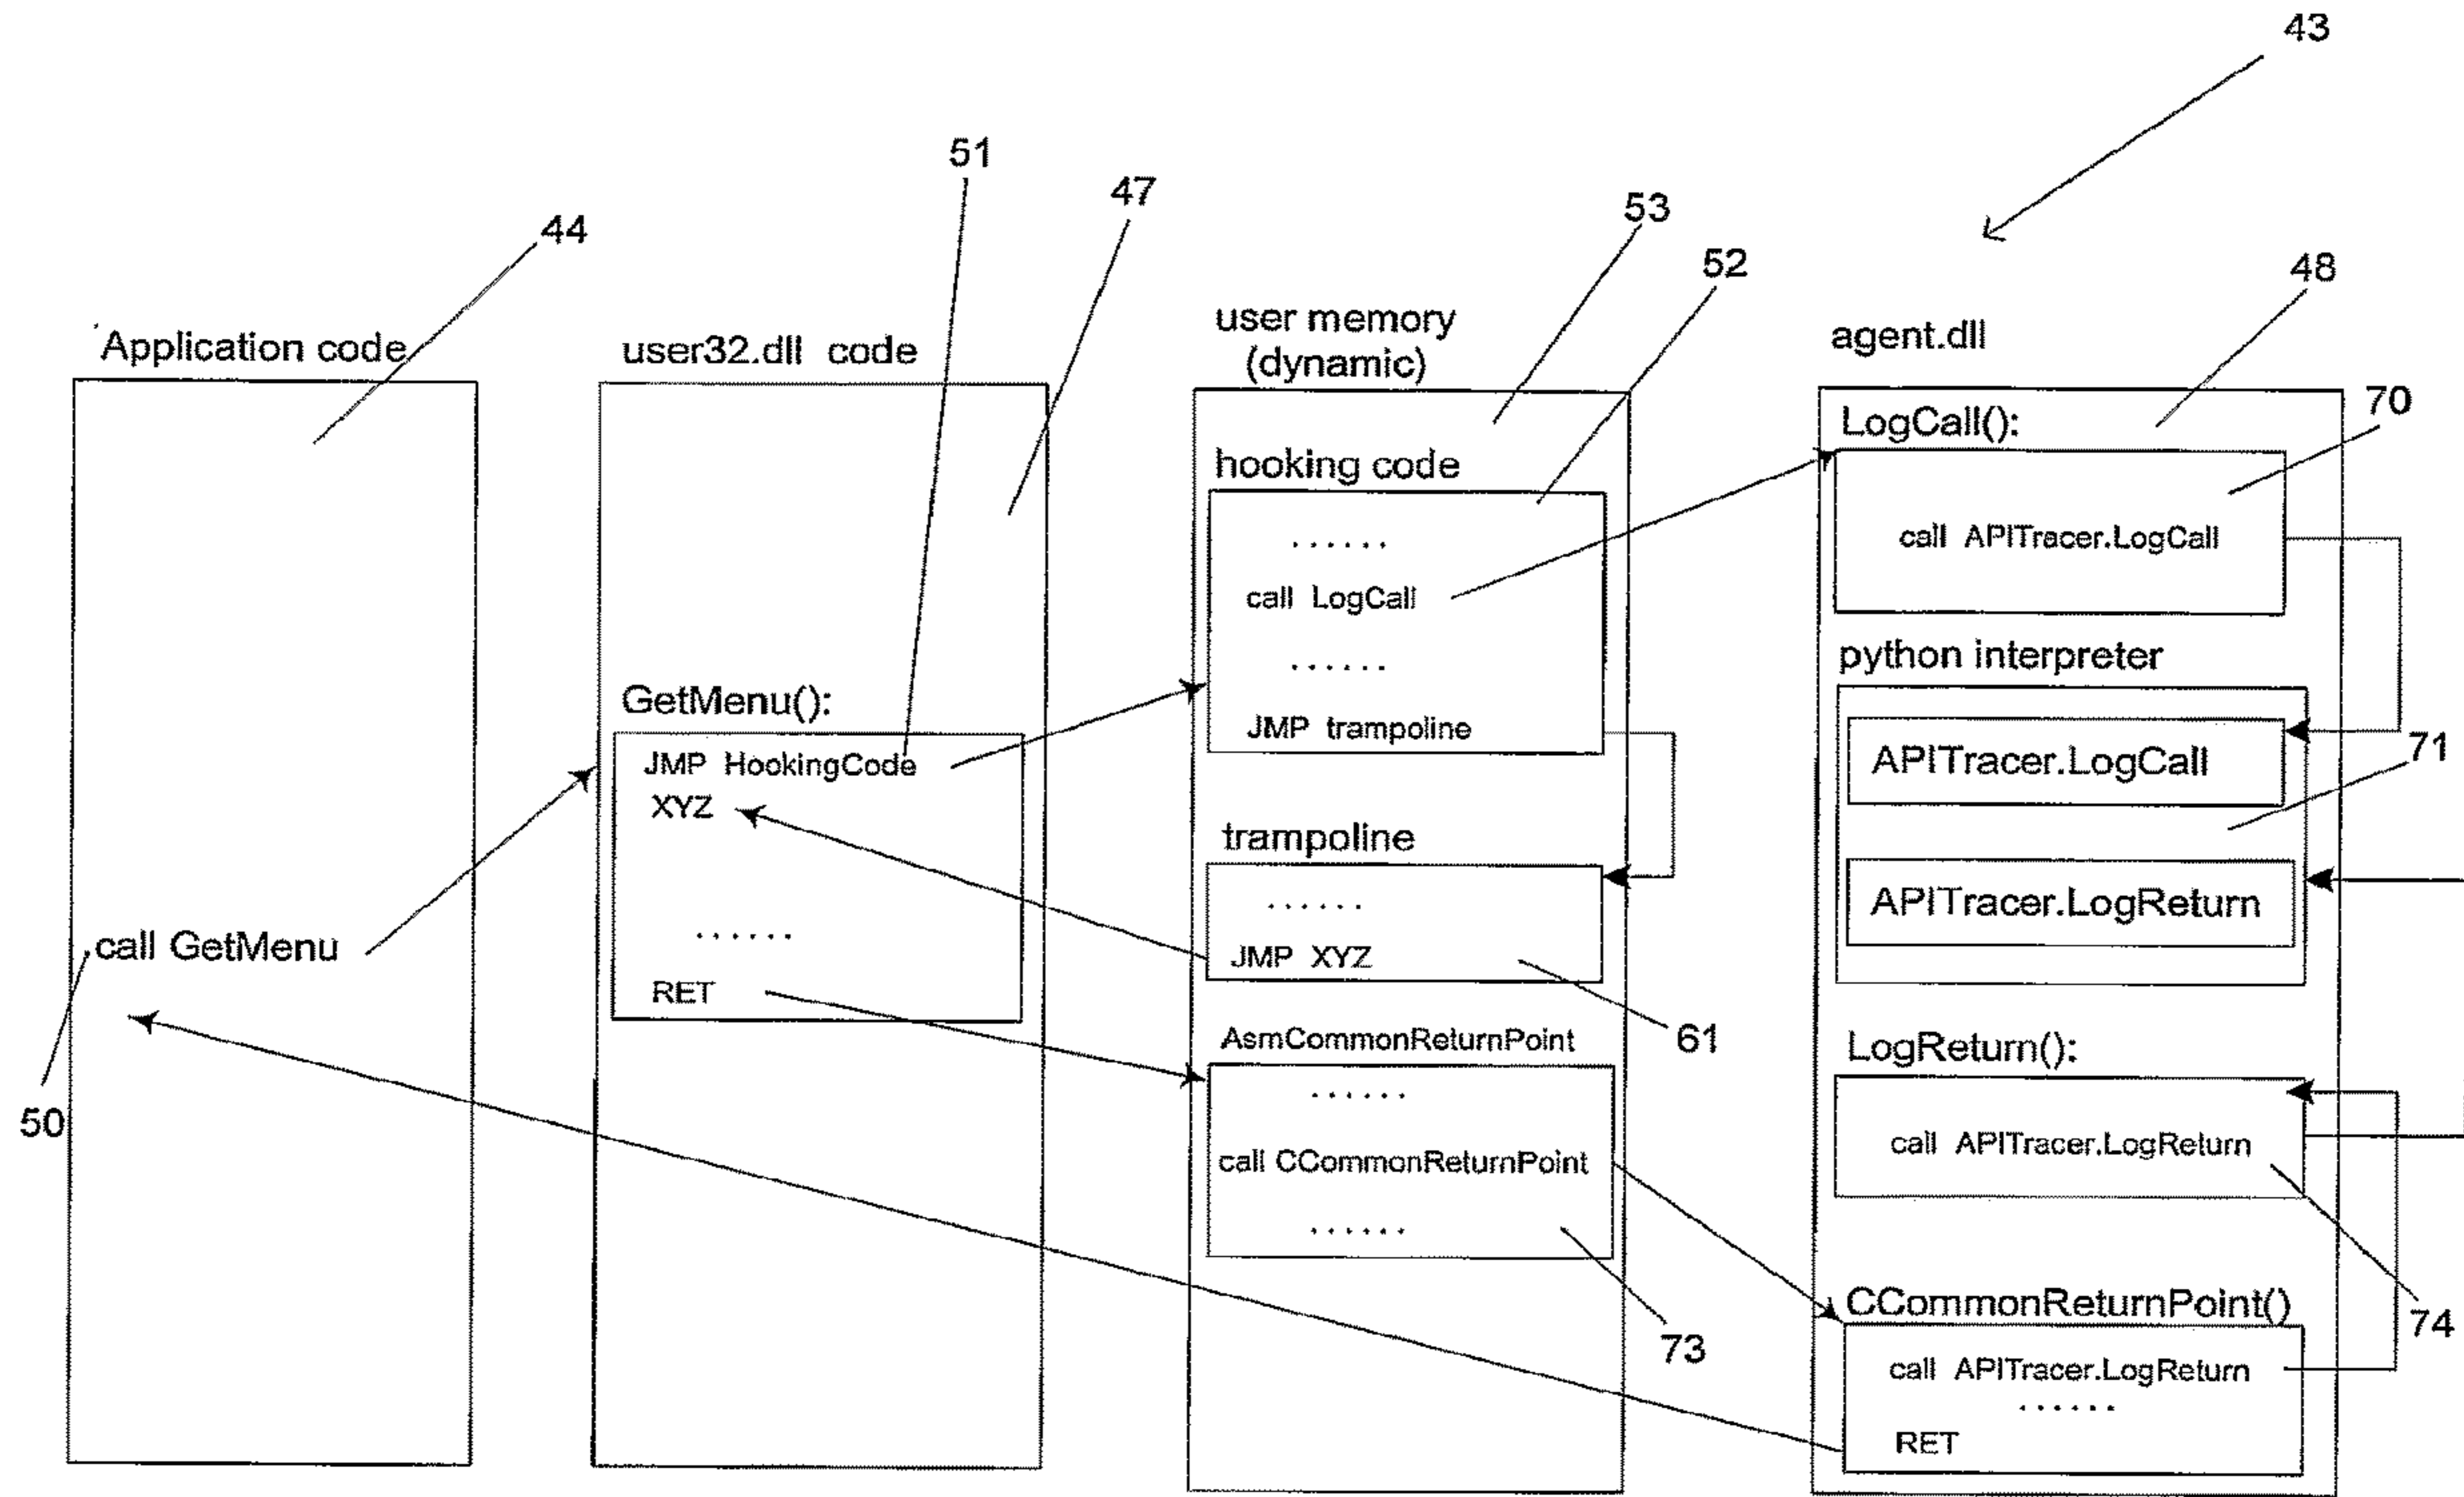 43
51
47
53
52
44
48
Application code
user32.dll code
user memory
(dynamic)
agent.dll
70
LogCall():
hooking code
call APITracer.LogCall
......
call LogCall
......
JMP trampoline
python interpreter
APITracer.LogCall
71
APITracer.LogReturn
GetMenu():
JMP HookingCode
XYZ
......
RET
trampoline
......
JMP XYZ
61
call GetMenu
50
AsmCommonReturnPoint
......
call CCommonReturnPoint
......
73
LogReturn():
call APITracer.LogReturn
74
CCommonReturnPoint()
call APITracer.LogReturn
......
RET